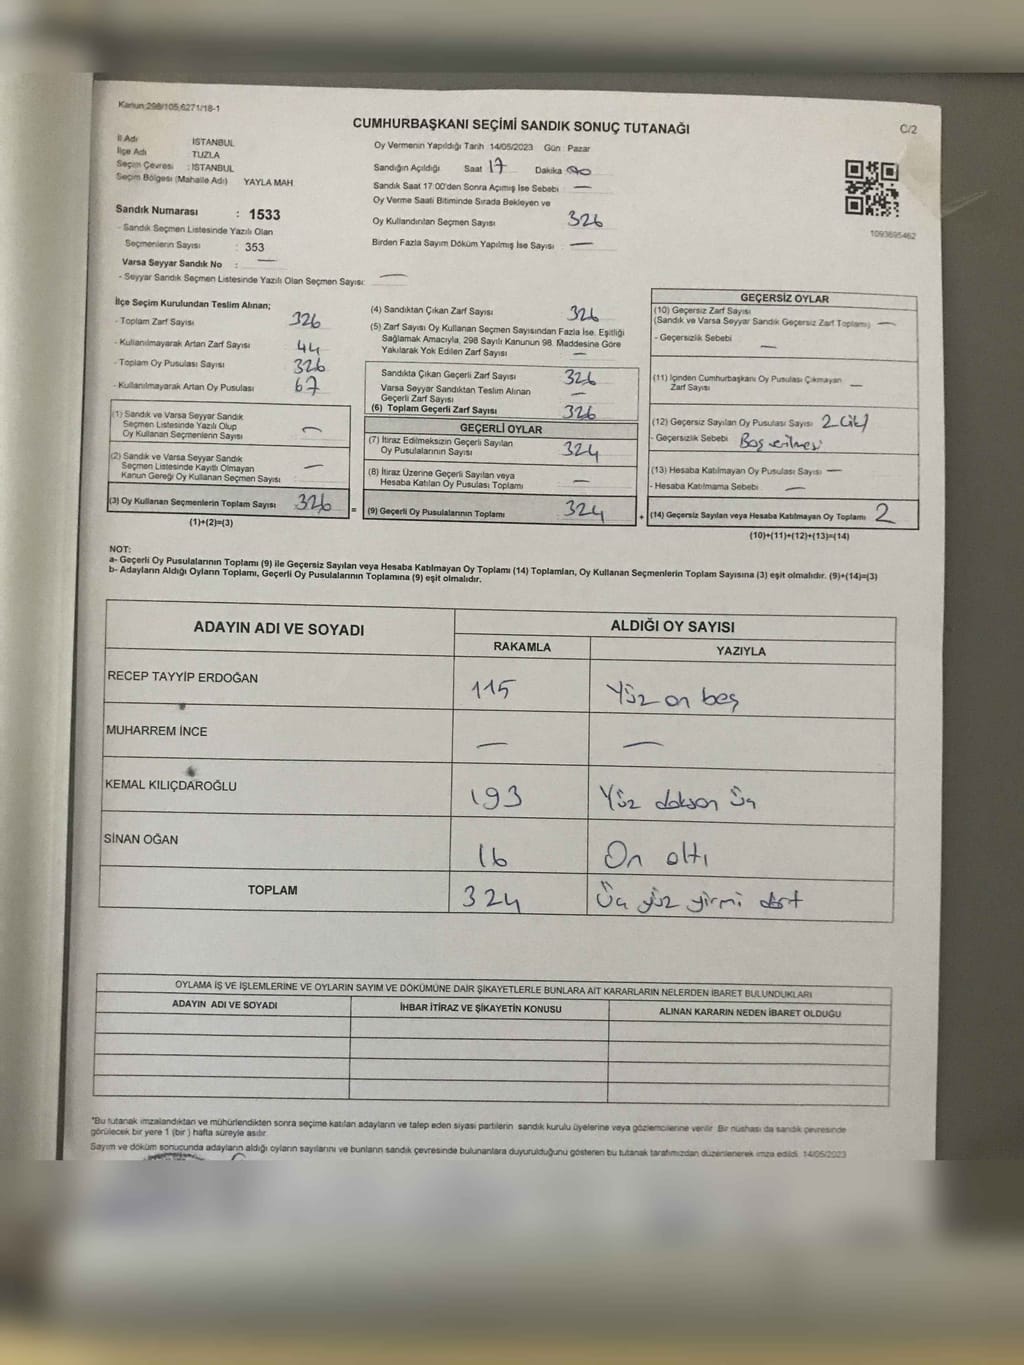 Kanun:298/105,6271/18-1
CUMHURBAŞKANI SEÇİMİ SANDIK SONUÇ TUTANAĞI
C/2
İl Adı İSTANBUL
İlçe Adı TUZLA
Seçim Çevresi : İSTANBUL
Seçim Bölgesi (Mahalle Adı) YAYLA MAH.
Oy Vermenin Yapıldığı Tarih 14/05/2023 Gün : Pazar
Sandığın Açıldığı Saat 17 Dakika 00
Sandık Saat 17:00'den Sonra Açımış İse Sebebi —
Oy Verme Saati Bitiminde Sırada Bekleyen ve
Oy Kullandırılan Seçmen Sayısı 326
Birden Fazla Sayım Döküm Yapılmış İse Sayısı —
1093695462
Sandık Numarası : 1533
- Sandık Seçmen Listesinde Yazılı Olan
Seçmenlerin Sayısı : 353
Varsa Seyyar Sandık No : —
- Seyyar Sandık Seçmen Listesinde Yazılı Olan Seçmen Sayısı: —
İlçe Seçim Kurulundan Teslim Alınan;
- Toplam Zarf Sayısı 326
- Kullanılmayarak Artan Zarf Sayısı 44
- Toplam Oy Pusulası Sayısı 326
- Kullanılmayarak Artan Oy Pusulası 67
(1) Sandık ve Varsa Seyyar Sandık
Seçmen Listesinde Yazılı Olup
Oy Kullanan Seçmenlerin Sayısı —
(2) Sandık ve Varsa Seyyar Sandık
Seçmen Listesinde Kayıtlı Olmayan
Kanun Gereği Oy Kullanan Seçmen Sayısı —
(3) Oy Kullanan Seçmenlerin Toplam Sayısı 326
(1)+(2)=(3)
(4) Sandıktan Çıkan Zarf Sayısı 326
(5) Zarf Sayısı Oy Kullanan Seçmen Sayısından Fazla İse, Eşitliği
Sağlamak Amacıyla, 298 Sayılı Kanunun 98. Maddesine Göre
Yakılarak Yok Edilen Zarf Sayısı —
Sandıkta Çıkan Geçerli Zarf Sayısı 326
Varsa Seyyar Sandıktan Teslim Alınan
Geçerli Zarf Sayısı —
(6) Toplam Geçerli Zarf Sayısı 326
GEÇERLİ OYLAR
(7) İtiraz Edilmeksizin Geçerli Sayılan
Oy Pusulalarının Sayısı 324
(8) İtiraz Üzerine Geçerli Sayılan veya
Hesaba Katılan Oy Pusulası Toplamı —
= (9) Geçerli Oy Pusulalarının Toplamı 324
GEÇERSİZ OYLAR
(10) Geçersiz Zarf Sayısı
(Sandık ve Varsa Seyyar Sandık Geçersiz Zarf Toplamı) —
- Geçersizlik Sebebi —
(11) İçinden Cumhurbaşkanı Oy Pusulası Çıkmayan
Zarf Sayısı —
(12) Geçersiz Sayılan Oy Pusulası Sayısı 2 (iki)
- Geçersizlik Sebebi Boş verilmesi
(13) Hesaba Katılmayan Oy Pusulası Sayısı —
- Hesaba Katılmama Sebebi —
+ (14) Geçersiz Sayılan veya Hesaba Katılmayan Oy Toplamı 2
(10)+(11)+(12)+(13)=(14)
NOT:
a- Geçerli Oy Pusulalarının Toplamı (9) ile Geçersiz Sayılan veya Hesaba Katılmayan Oy Toplamı (14) Toplamları, Oy Kullanan Seçmenlerin Toplam Sayısına (3) eşit olmalıdır. (9)+(14)=(3)
b- Adayların Aldığı Oyların Toplamı, Geçerli Oy Pusulalarının Toplamına (9) eşit olmalıdır.
ADAYIN ADI VE SOYADI ALDIĞI OY SAYISI
RAKAMLA YAZIYLA
RECEP TAYYİP ERDOĞAN 115 Yüz on beş
MUHARREM İNCE — —
KEMAL KILIÇDAROĞLU 193 Yüz doksan üç
SİNAN OĞAN 16 On altı
TOPLAM 324 Üç yüz yirmi dört
OYLAMA İŞ VE İŞLEMLERİNE VE OYLARIN SAYIM VE DÖKÜMÜNE DAİR ŞİKAYETLERLE BUNLARA AİT KARARLARIN NELERDEN İBARET BULUNDUKLARI
ADAYIN ADI VE SOYADI İHBAR İTİRAZ VE ŞİKAYETİN KONUSU ALINAN KARARIN NEDEN İBARET OLDUĞU
*Bu tutanak imzalandıktan ve mühürlendikten sonra seçime katılan adayların ve talep eden siyasi partilerin sandık kurulu üyelerine veya gözlemcilerine verilir. Bir nüshası da sandık çevresinde
görülecek bir yere 1 (bir) hafta süreyle asılır.
Sayım ve döküm sonucunda adayların aldığı oyların sayılarını ve bunların sandık çevresinde bulunanlara duyurulduğunu gösteren bu tutanak tarafımızdan düzenlenerek imza edildi. 14/05/2023